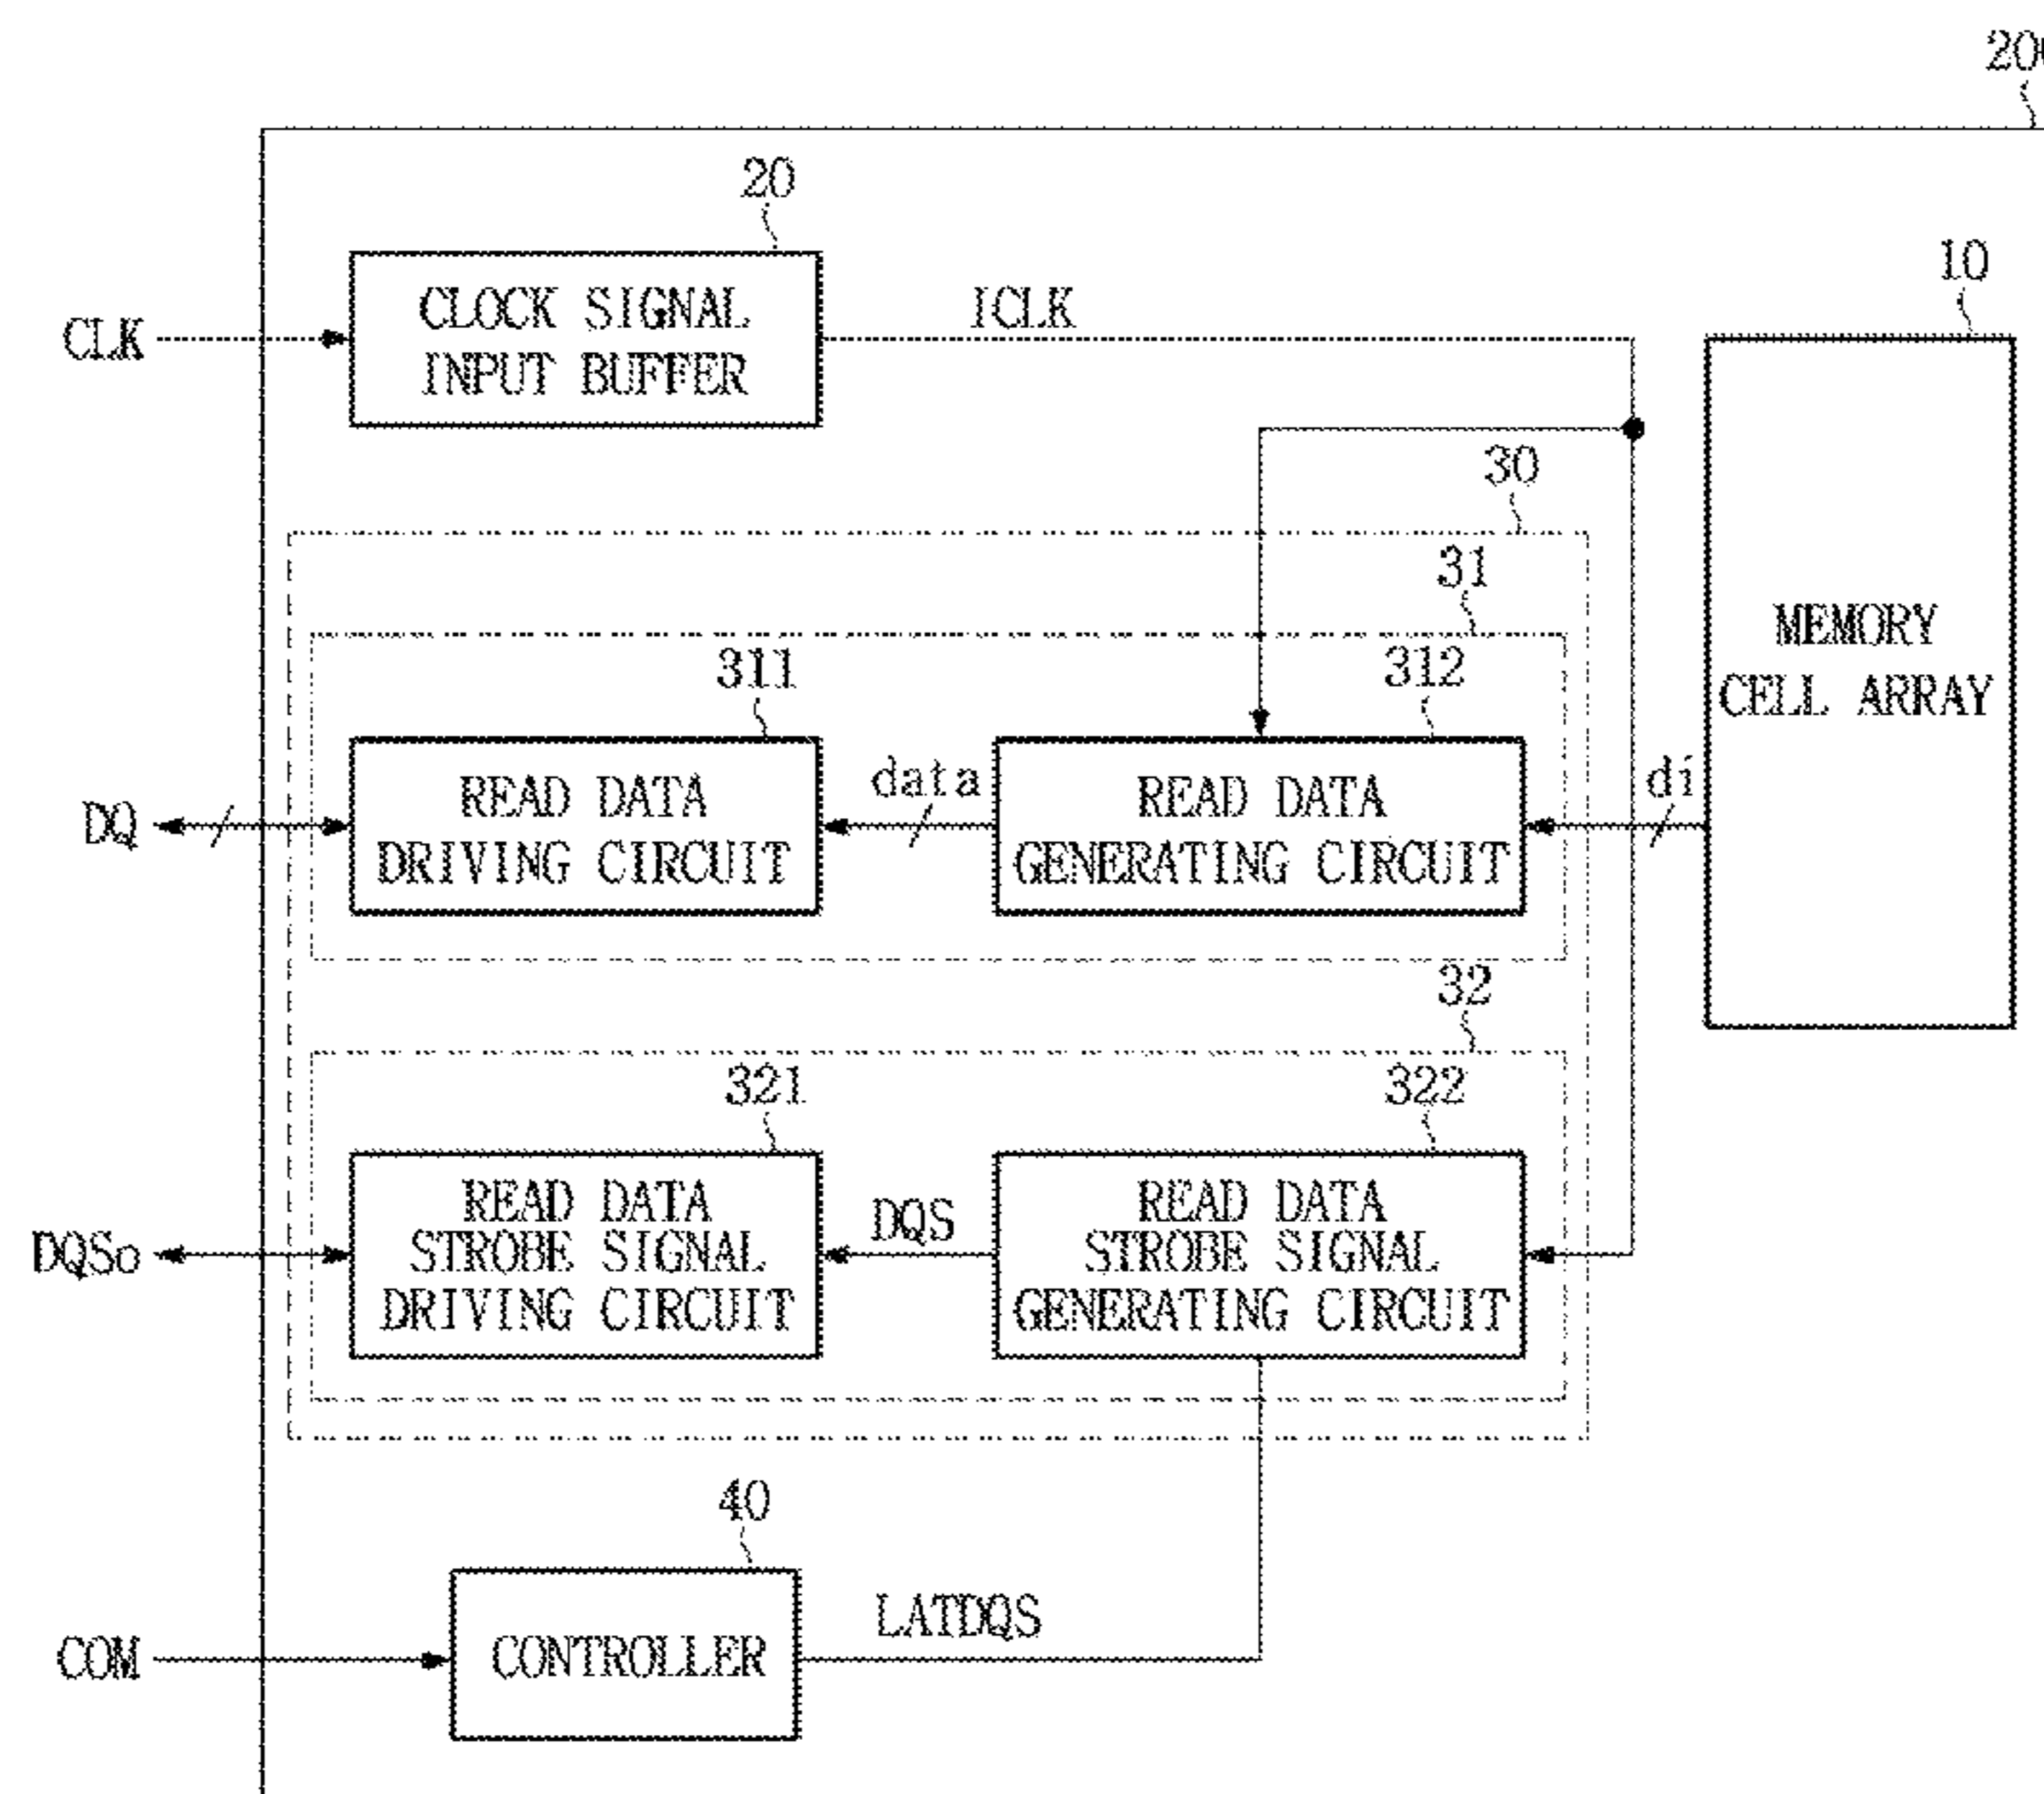 20
CLOCK SIGNAL
INPUT BUFFER
CLK
ICLK
10
MEMORY
CELL ARRAY
30
31
311
312
DQ
READ DATA
DRIVING CIRCUIT
data
READ DATA
GENERATING CIRCUIT
di
32
321
322
DQSo
READ DATA
STROBE SIGNAL
DRIVING CIRCUIT
DQS
READ DATA
STROBE SIGNAL
GENERATING CIRCUIT
40
COM
CONTROLLER
LATDQS